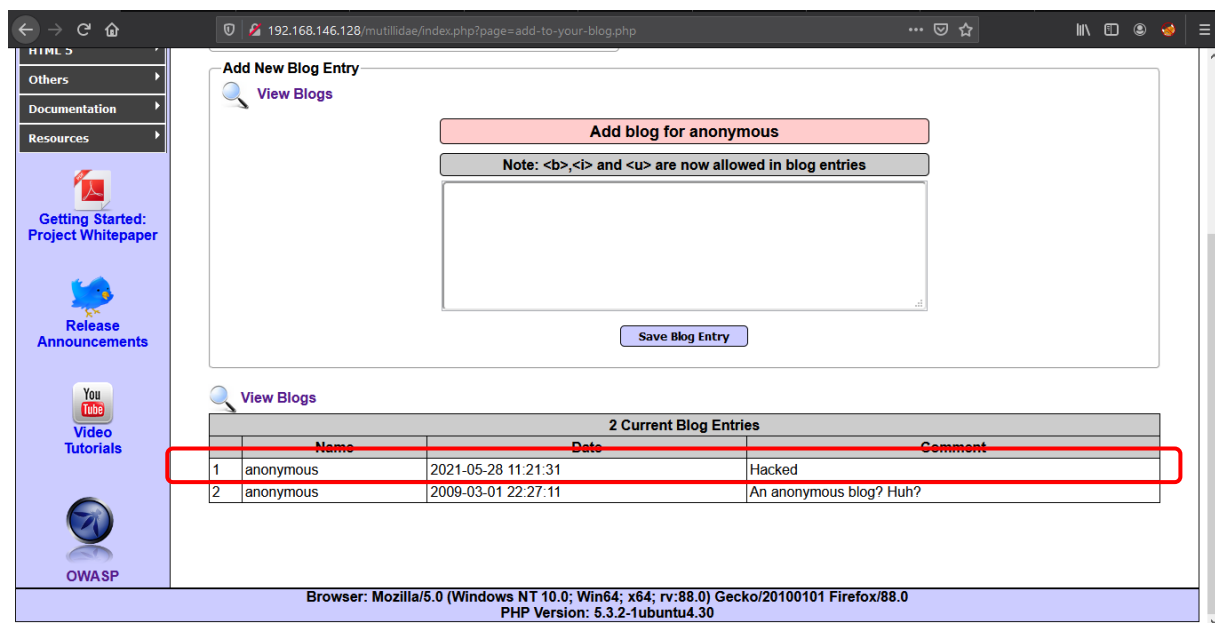 192.168.146.128/mutillidae/index.php?page=add-to-your-blog.php
HTML 5
Others
Documentation
Resources
Getting Started:
Project Whitepaper
Release
Announcements
You
Tube
Video
Tutorials
OWASP
Add New Blog Entry
View Blogs
Add blog for anonymous
Note: <b>,<i> and <u> are now allowed in blog entries
Save Blog Entry
View Blogs
2 Current Blog Entries
Name Date Comment
1 anonymous 2021-05-28 11:21:31 Hacked
2 anonymous 2009-03-01 22:27:11 An anonymous blog? Huh?
Browser: Mozilla/5.0 (Windows NT 10.0; Win64; x64; rv:88.0) Gecko/20100101 Firefox/88.0
PHP Version: 5.3.2-1ubuntu4.30